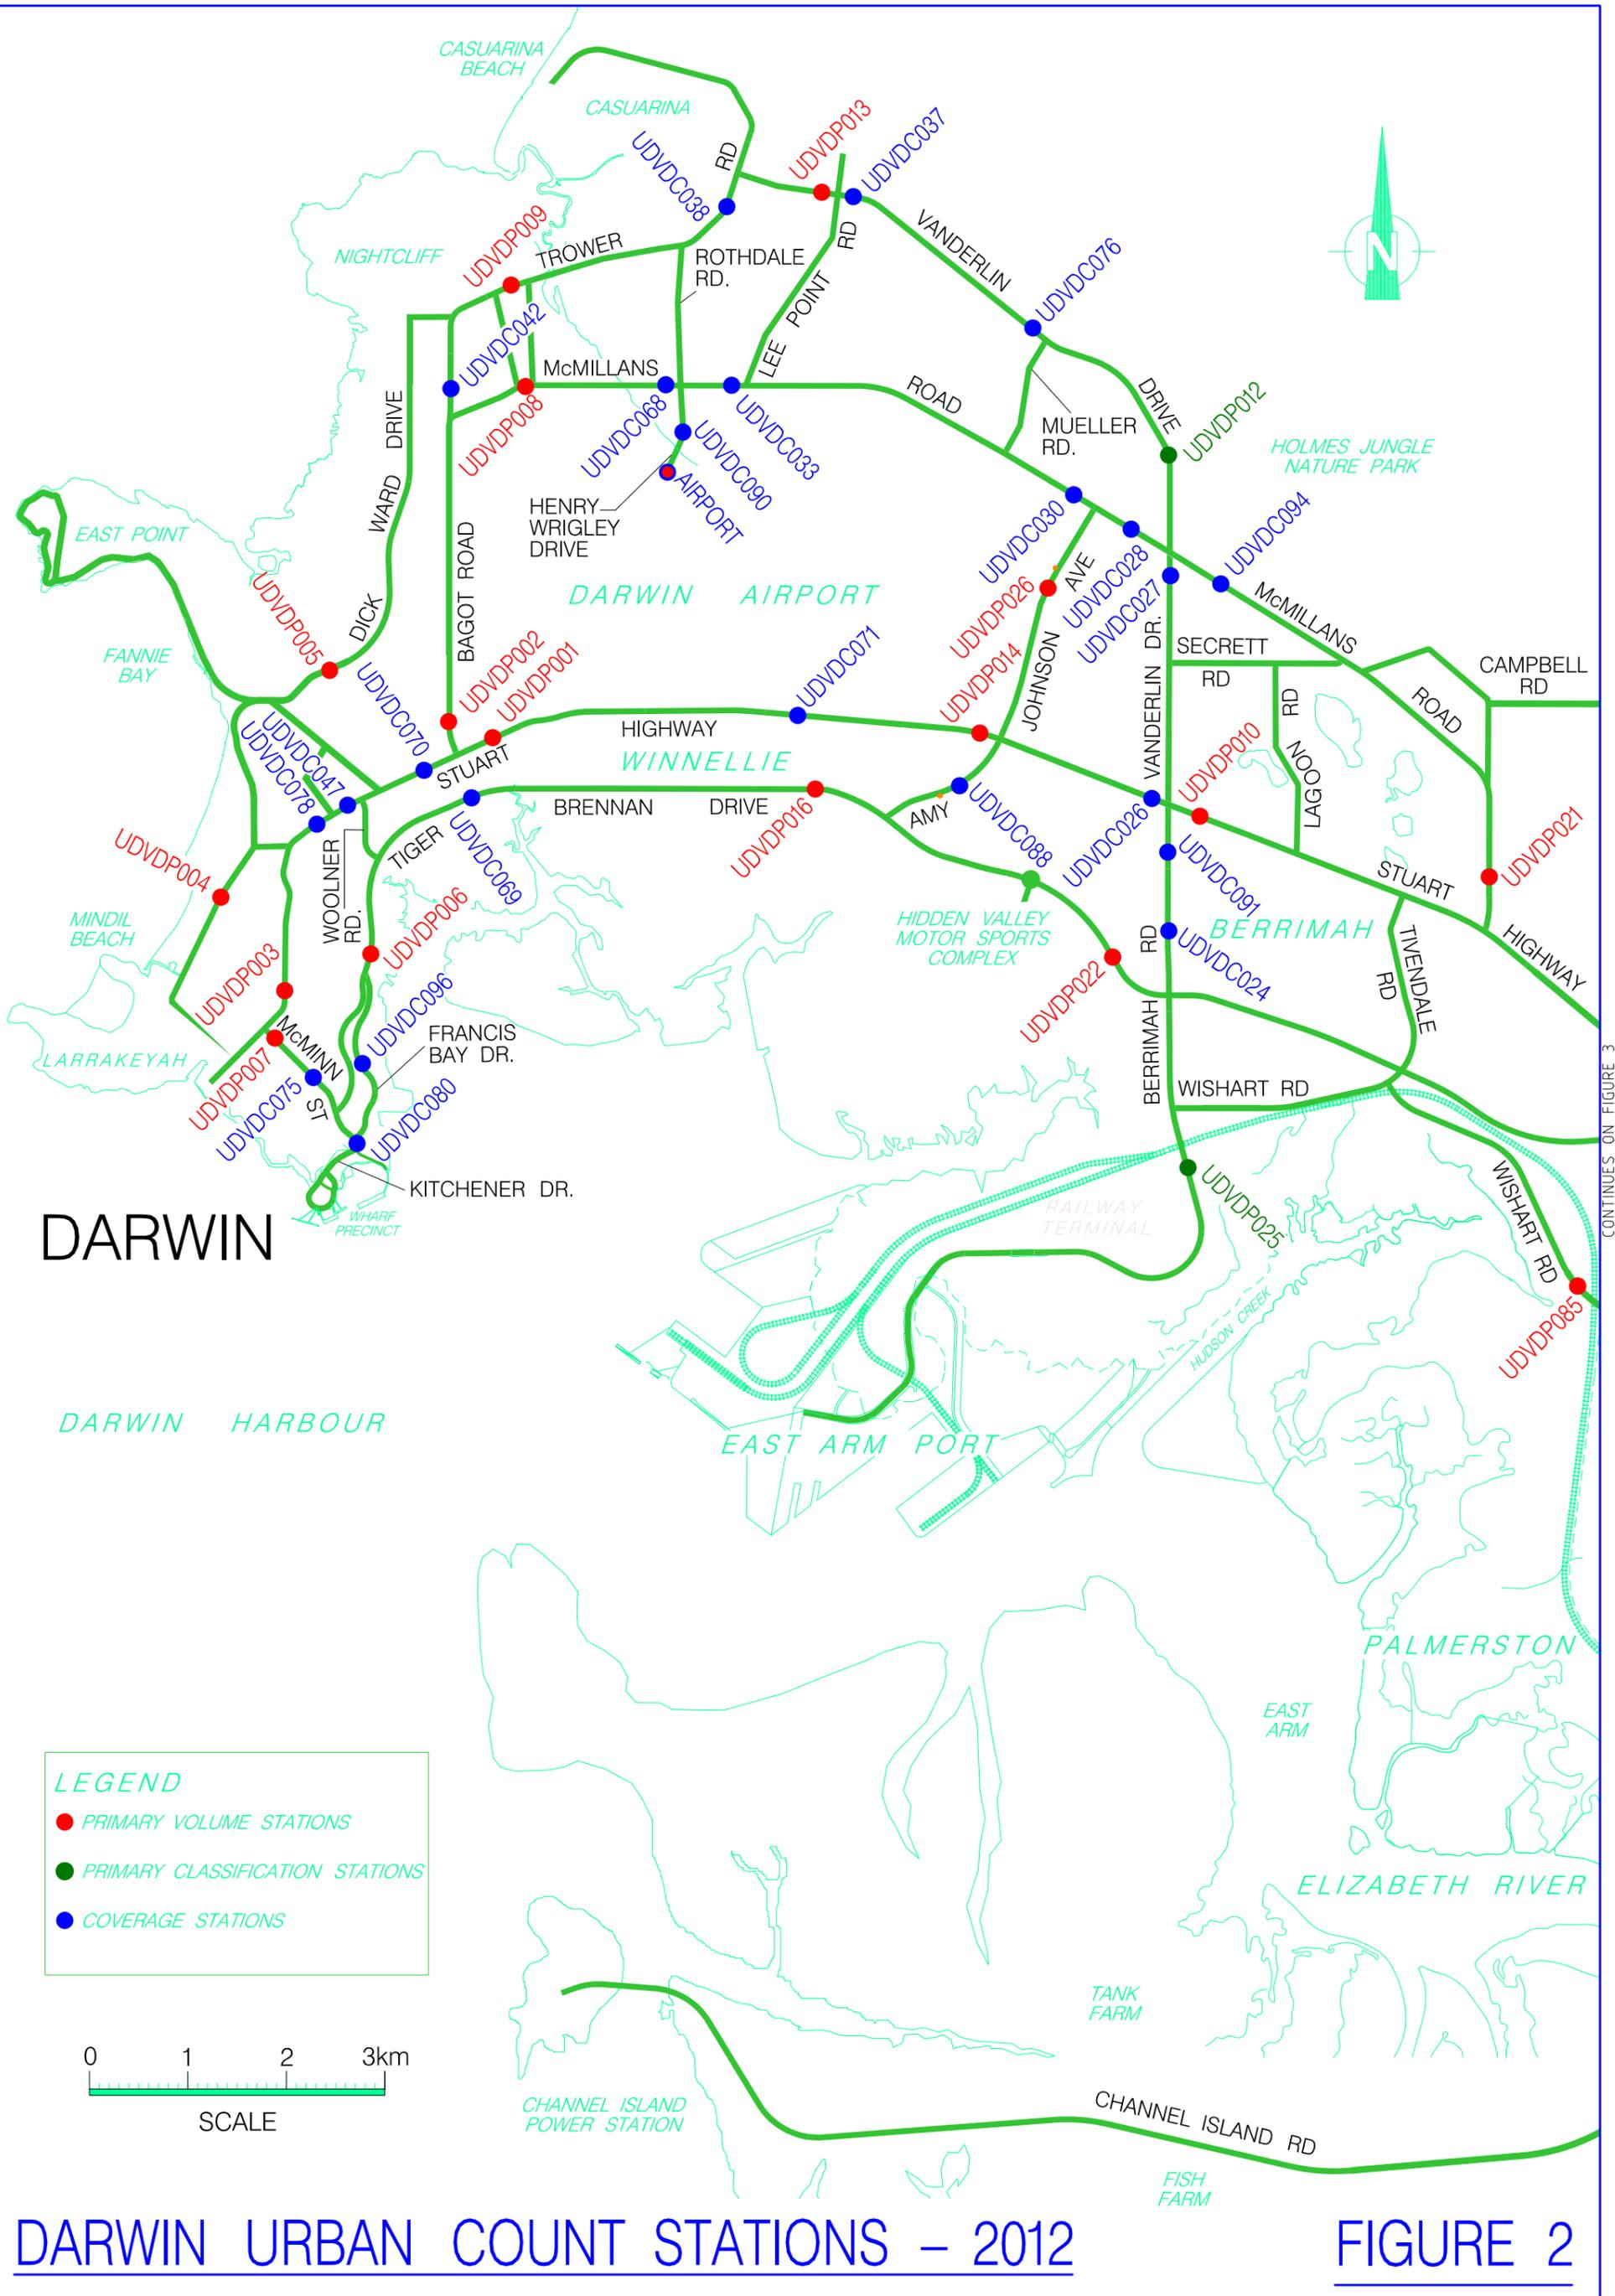 CASUARINA
BEACH
CASUARINA
UDVDP013
UDVDC037
UDVDC038
RD
UDVDP009
NIGHTCLIFF
TROWER
ROTHDALE
RD.
RD
VANDERLIN
UDVDC076
N
UDVDC042
LEE POINT
McMILLANS
ROAD
DRIVE
UDVDP012
UDVDP008
UDVDC068
UDVDC033
UDVDC090
MUELLER
RD.
HOLMES JUNGLE
NATURE PARK
DRIVE
WARD
AIRPORT
HENRY
WRIGLEY
DRIVE
EAST POINT
UDVDC030
UDVDC028
UDVDC094
BAGOT ROAD
DARWIN AIRPORT
UDVDP026
AVE
UDVDC027
McMILLANS
DICK
UDVDP005
FANNIE
BAY
UDVDC070
UDVDP002
UDVDP001
UDVDC071
UDVDP014
JOHNSON
VANDERLIN DR.
SECRETT
RD
CAMPBELL
RD
ROAD
RD
LAGOON
UDVDC047
UDVDC078
STUART
HIGHWAY
WINNELLIE
UDVDP010
BRENNAN DRIVE
AMY
UDVDP004
WOOLNER
RD.
TIGER
UDVDC069
UDVDP016
UDVDC088
UDVDC026
UDVDC091
STUART
UDVDP021
MINDIL
BEACH
UDVDP006
HIDDEN VALLEY
MOTOR SPORTS
COMPLEX
BERRIMAH
UDVDC024
TIVENDALE
RD
HIGHWAY
UDVDP003
UDVDC096
UDVDP022
BERRIMAH RD
LARRAKEYAH
McMINN
ST
FRANCIS
BAY DR.
UDVDP007
UDVDC075
UDVDC080
WISHART RD
CONTINUES ON FIGURE 3
KITCHENER DR.
WHARF
PRECINCT
DARWIN
RAILWAY
TERMINAL
UDVDP025
WISHART RD
HUDSON CREEK
UDVDP085
DARWIN HARBOUR
EAST ARM PORT
PALMERSTON
EAST
ARM
LEGEND
PRIMARY VOLUME STATIONS
PRIMARY CLASSIFICATION STATIONS
COVERAGE STATIONS
ELIZABETH RIVER
TANK
FARM
0 1 2 3km
SCALE
CHANNEL ISLAND
POWER STATION
CHANNEL ISLAND RD
FISH
FARM
DARWIN URBAN COUNT STATIONS – 2012
FIGURE 2